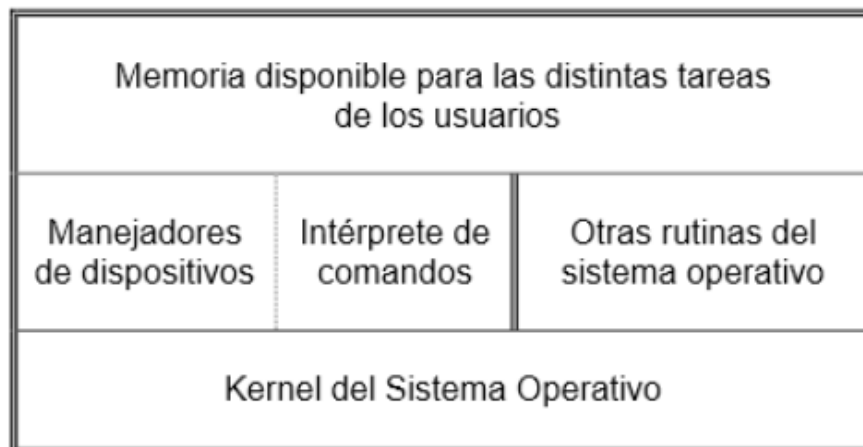 Memoria disponible para las distintas tareas
de los usuarios
Manejadores
de dispositivos
Intérprete de
comandos
Otras rutinas del
sistema operativo
Kernel del Sistema Operativo